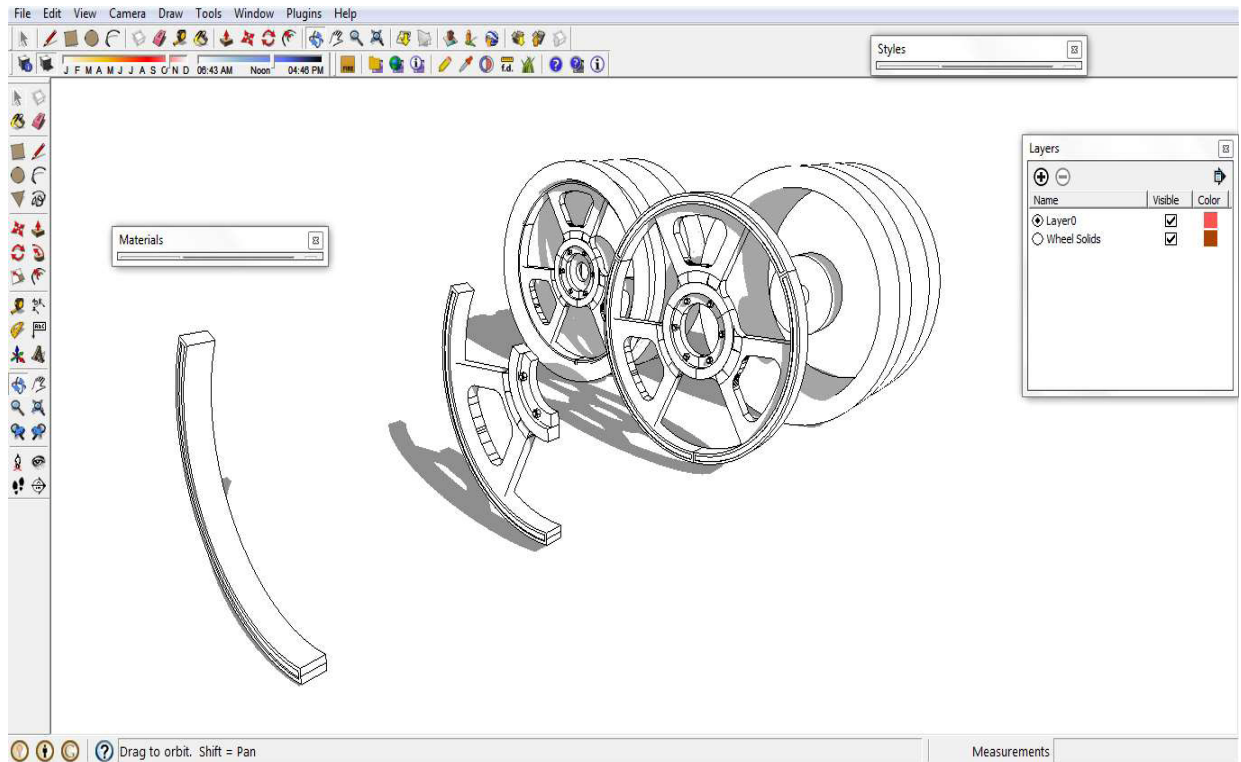 File Edit View Camera Draw Tools Window Plugins Help
J F M A M J J A S O N D 06:43 AM Noon 04:46 PM
f.d.
Styles
Layers
Name Visible Color
Layer0
Wheel Solids
Materials
ABC
Drag to orbit. Shift = Pan
Measurements